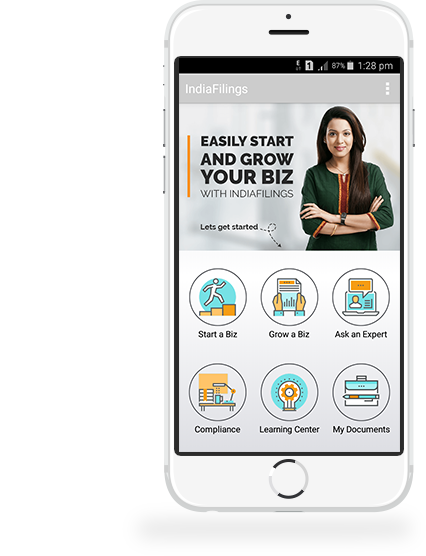 87% 1:28 pm
IndiaFilings
EASILY START
AND GROW
YOUR BIZ
WITH INDIAFILINGS
Lets get started
Start a Biz
Grow a Biz
Ask an Expert
Compliance
Learning Center
My Documents